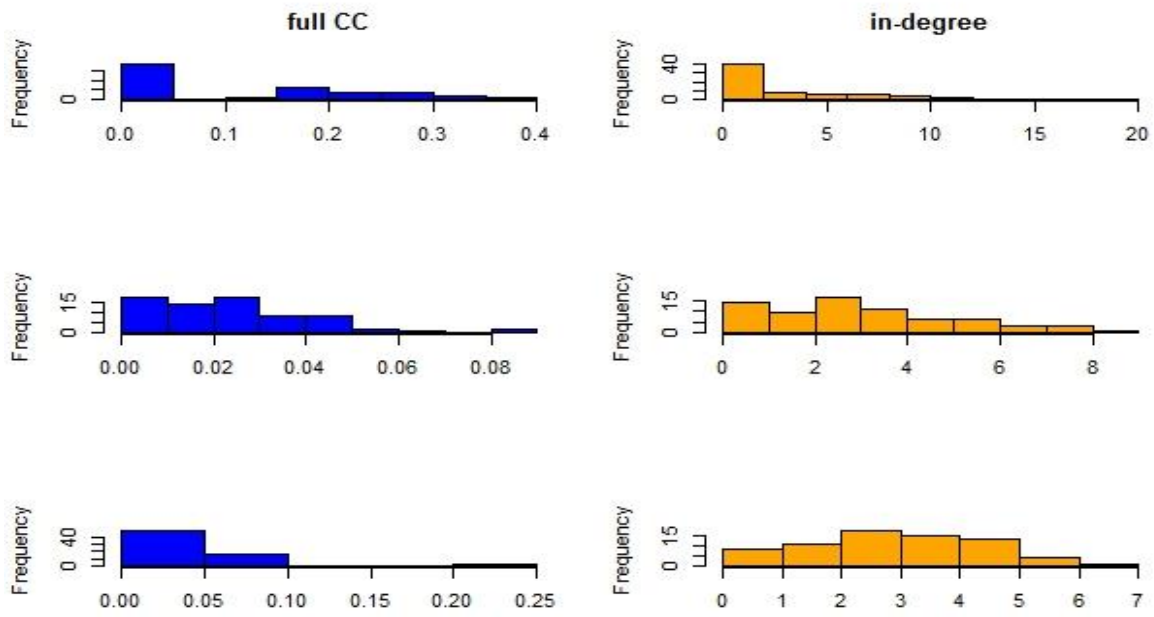 full CC
in-degree
Frequency
0
0.0 0.1 0.2 0.3 0.4
Frequency
0 40
0 5 10 15 20
Frequency
0 15
0.00 0.02 0.04 0.06 0.08
Frequency
0 15
0 2 4 6 8
Frequency
0 40
0.00 0.05 0.10 0.15 0.20 0.25
Frequency
0 15
0 1 2 3 4 5 6 7